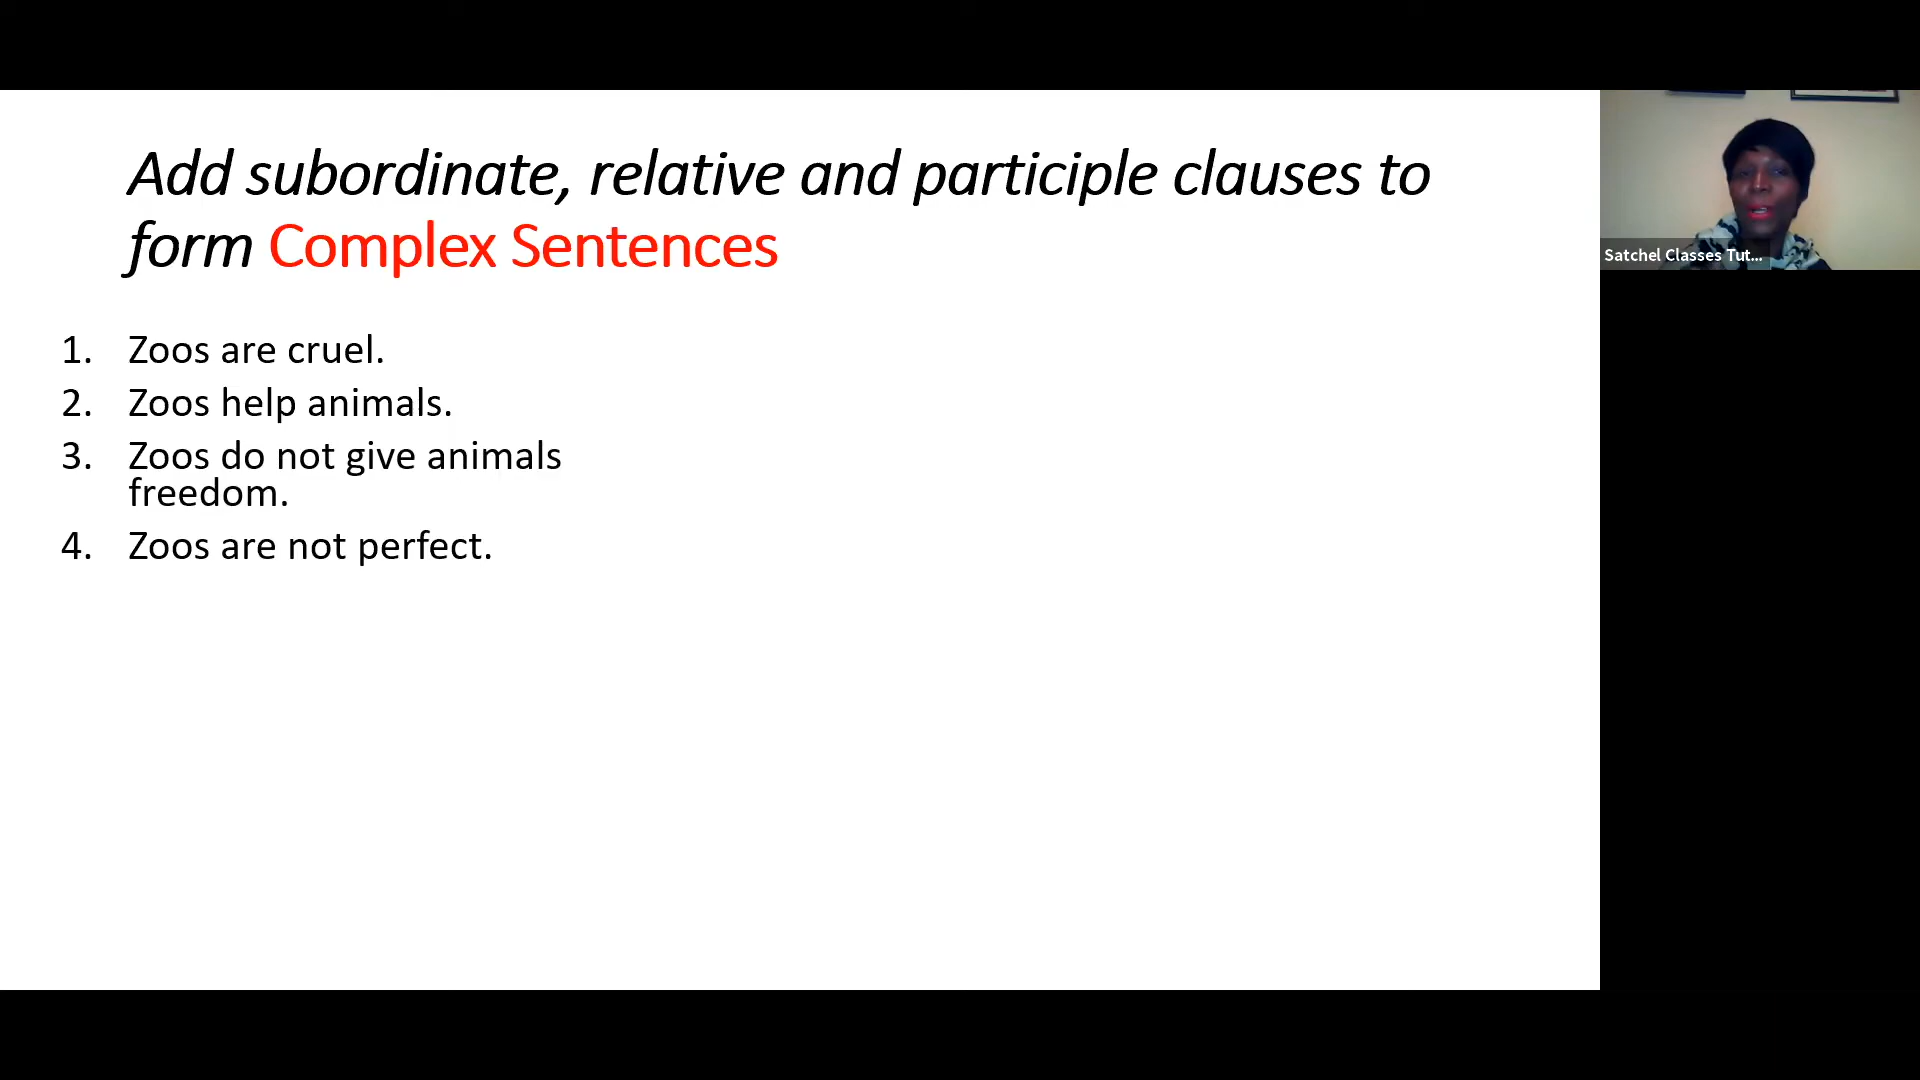 Add subordinate, relative and participle clauses to
form Complex Sentences
1. Zoos are cruel.
2. Zoos help animals.
3. Zoos do not give animals
freedom.
4. Zoos are not perfect.
Satchel Classes Tut...